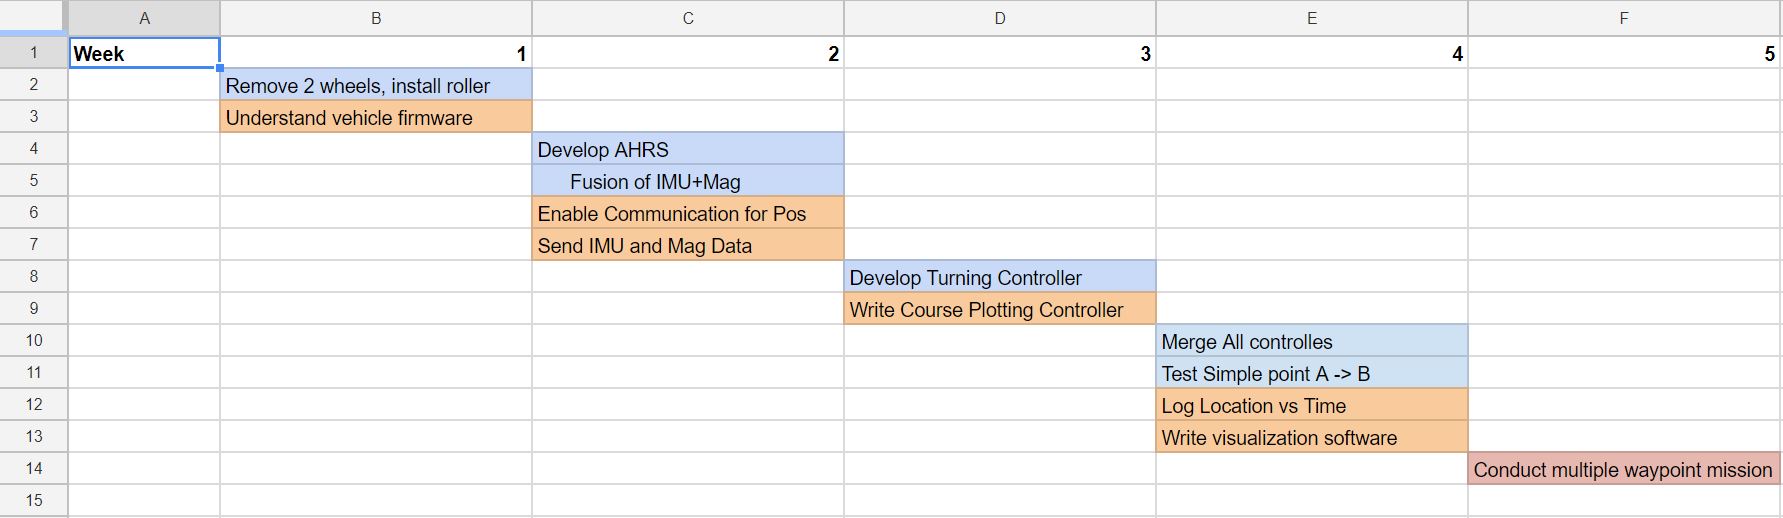 A B C D E F
1 Week 1 2 3 4 5
2 Remove 2 wheels, install roller
3 Understand vehicle firmware
4 Develop AHRS
5 Fusion of IMU+Mag
6 Enable Communication for Pos
7 Send IMU and Mag Data
8 Develop Turning Controller
9 Write Course Plotting Controller
10 Merge All controlles
11 Test Simple point A -> B
12 Log Location vs Time
13 Write visualization software
14 Conduct multiple waypoint mission
15